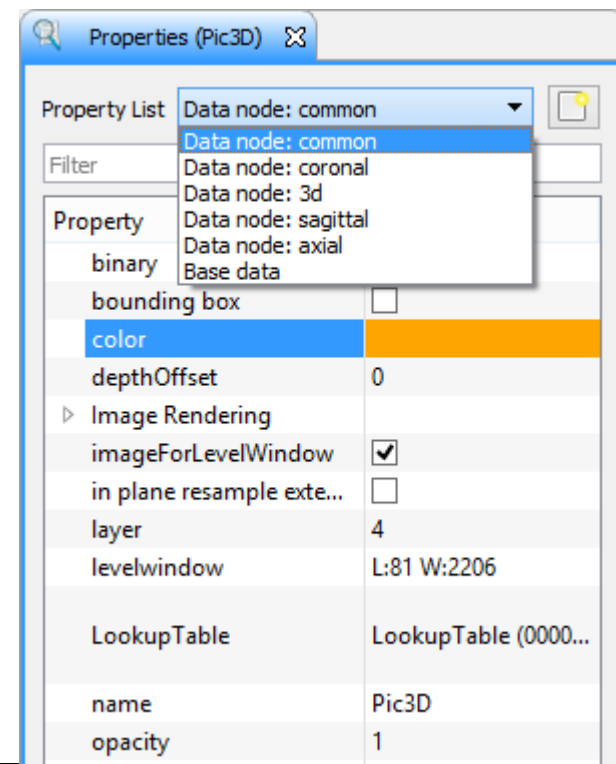 Properties (Pic3D)
Property List Data node: common
Data node: common
Filter Data node: coronal
Data node: 3d
Property Data node: sagittal
Data node: axial
binary Base data
bounding box
color
depthOffset 0
Image Rendering
imageForLevelWindow
in plane resample exte...
layer 4
levelwindow L:81 W:2206
LookupTable LookupTable (0000...
name Pic3D
opacity 1